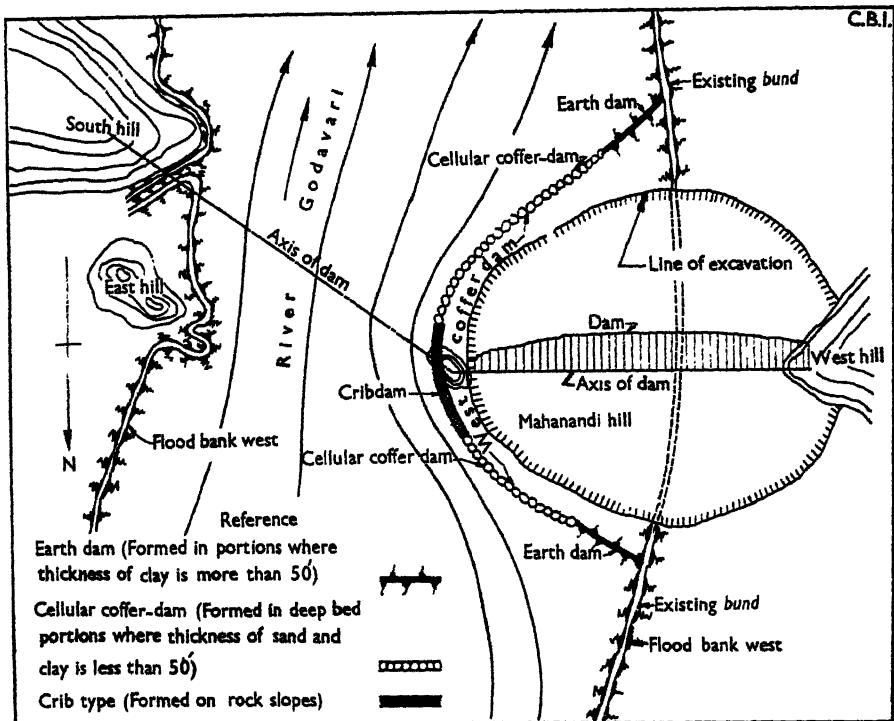 C.B.I.
Existing bund
Earth dam
South hill
Cellular coffer-dam
River Godavari
Axis of dam
West coffer dam
Line of excavation
East hill
Dam
West hill
Axis of dam
Cribdam
Mahanandi hill
Flood bank west
N
Cellular coffer dam
Earth dam
Existing bund
Flood bank west
Reference
Earth dam (Formed in portions where
thickness of clay is more than 50')
Cellular coffer-dam (Formed in deep bed
portions where thickness of sand and
clay is less than 50')
Crib type (Formed on rock slopes)